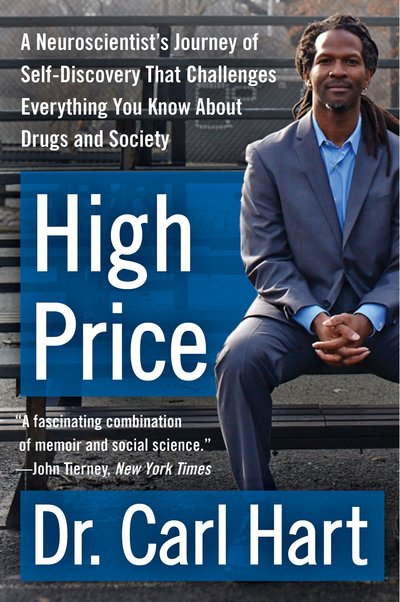 A Neuroscientist's Journey of
Self-Discovery That Challenges
Everything You Know About
Drugs and Society
High
Price
“A fascinating combination
of memoir and social science.”
—John Tierney, New York Times
Dr. Carl Hart